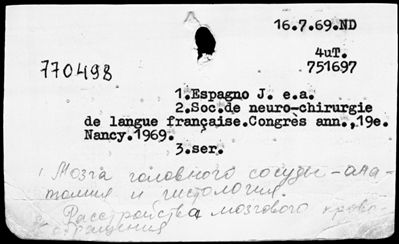 16.7.69.ND
4uT.
770498
751697
1.Espagno J. e.a.
2.Soc.de neuro-chirurgie
de langue française.Congrès ann.,19e.
Nancy.1969.
3.ser.
1 Мозга головного сосуды - ана-
томия и гистология.
2. Расстройства мозгового крово-
обращения